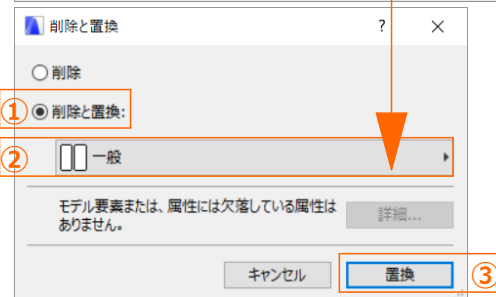 削除と置換
?
×
削除
①
削除と置換:
②
一般
モデル要素または、属性には欠落している属性は
ありません。
詳細...
キャンセル
置換
③